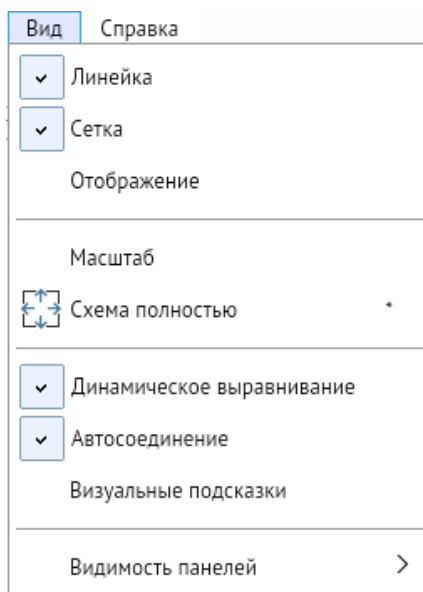 Вид Справка
Линейка
Сетка
Отображение
Масштаб
Схема полностью *
Динамическое выравнивание
Автосоединение
Визуальные подсказки
Видимость панелей